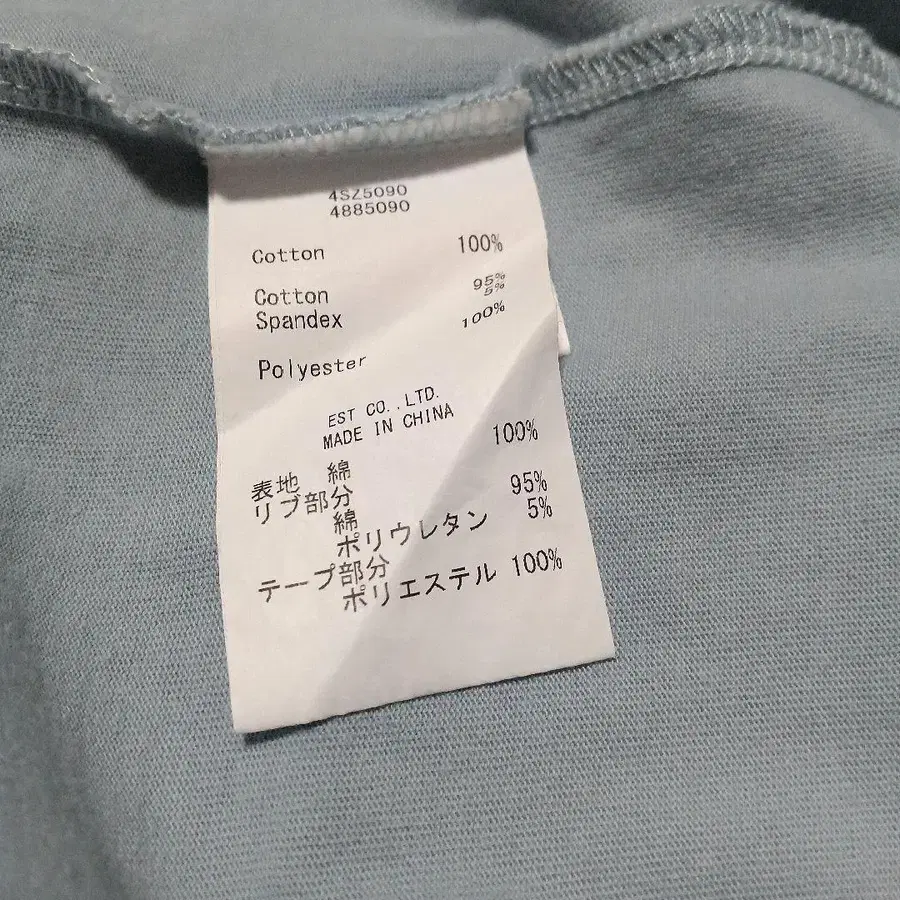 4SZ5090
4885090
Cotton 100%
Cotton 95%
Spandex 5%
Polyester 100%
EST CO.,LTD.
MADE IN CHINA
表地 綿 100%
リブ部分
綿 95%
ポリウレタン 5%
テープ部分
ポリエステル 100%